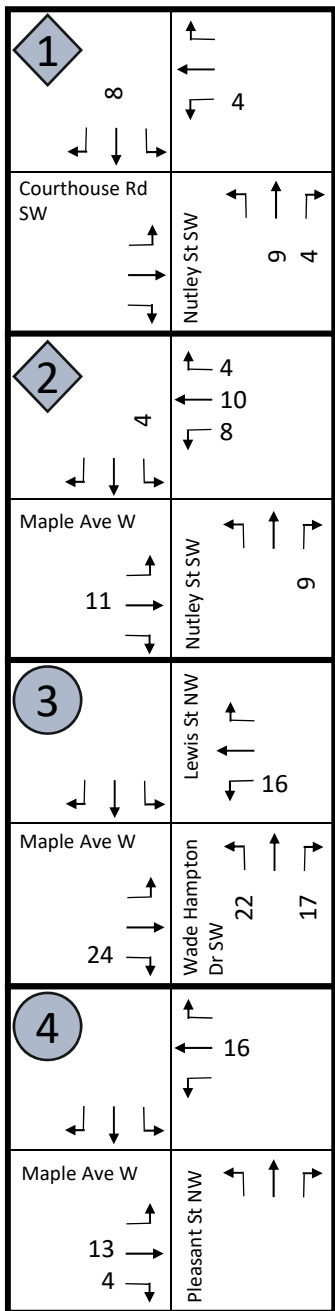 1
8
4
Courthouse Rd
SW
Nutley St SW
9
4
2
4
4
10
8
Maple Ave W
11
Nutley St SW
9
3
Lewis St NW
16
Maple Ave W
24
Wade Hampton
Dr SW
22
17
4
16
Maple Ave W
13
4
Pleasant St NW